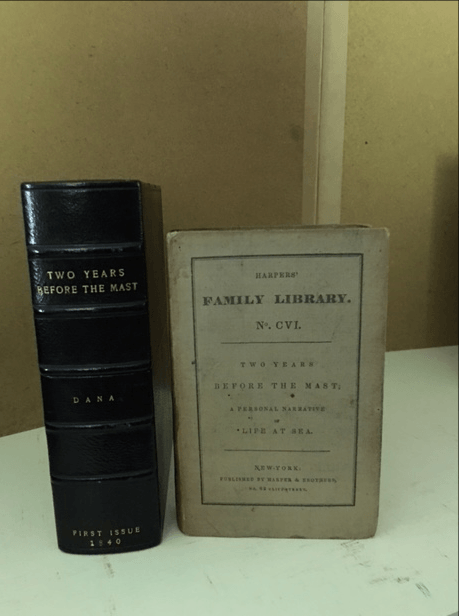 TWO YEARS
BEFORE THE MAST
DANA
FIRST ISSUE
1840
HARPERS'
FAMILY LIBRARY.
No. CVI.
TWO YEARS
BEFORE THE MAST;
A PERSONAL NARRATIVE
OF
LIFE AT SEA.
NEW-YORK.
PUBLISHED BY HARPER & BROTHERS,